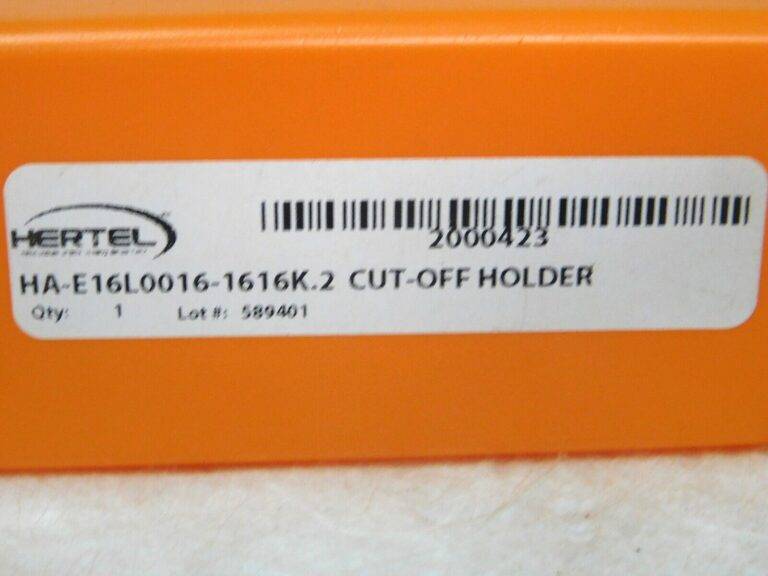 HERTEL
2000423
HA-E16L0016-1616K.2 CUT-OFF HOLDER
Qty: 1 Lot #: 589401